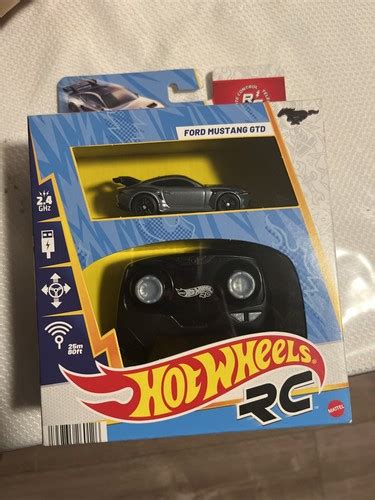 FORD MUSTANG GTD
2.4
GHz
25m
80ft
HOT WHEELS
RC
MATTEL